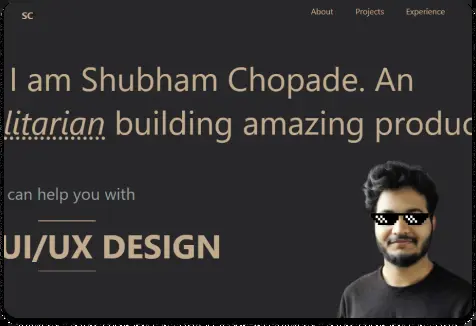 SC
About Projects Experience
I am Shubham Chopade. An
litarian building amazing produc
can help you with
UI/UX DESIGN